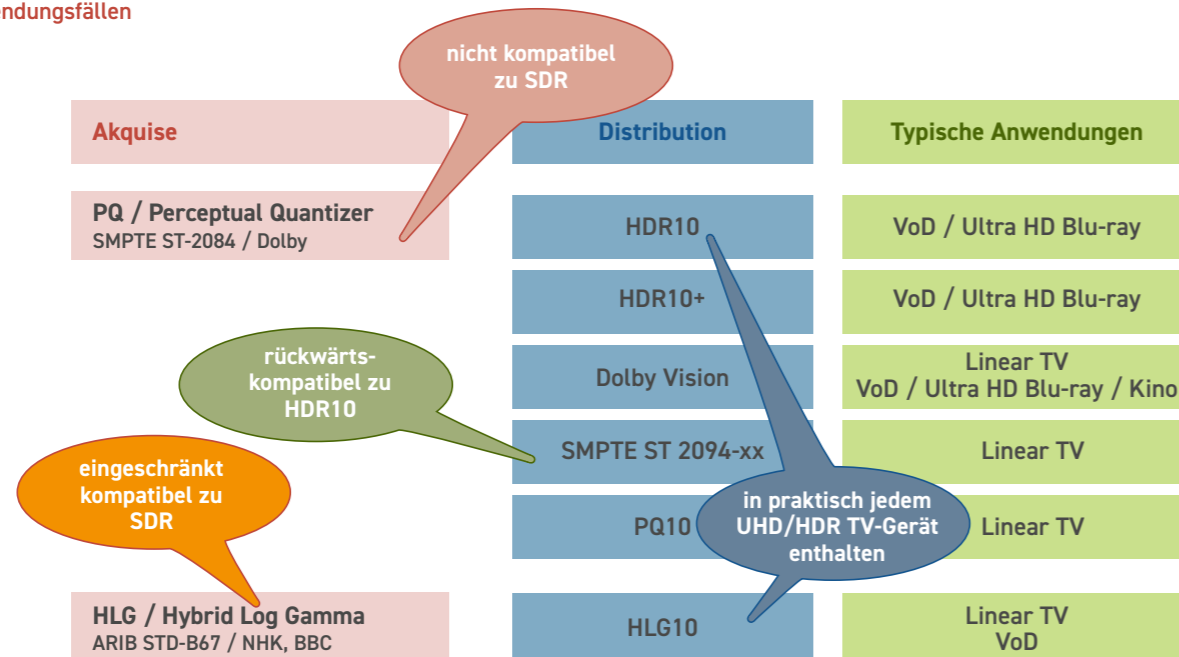 endungsfällen
nicht kompatibel
zu SDR
Akquise
Distribution
Typische Anwendungen
PQ / Perceptual Quantizer
SMPTE ST-2084 / Dolby
HDR10
VoD / Ultra HD Blu-ray
HDR10+
VoD / Ultra HD Blu-ray
rückwärts-
kompatibel zu
HDR10
Dolby Vision
Linear TV
VoD / Ultra HD Blu-ray / Kino
SMPTE ST 2094-xx
Linear TV
eingeschränkt
kompatibel zu
SDR
PQ10
in praktisch jedem
UHD/HDR TV-Gerät
enthalten
Linear TV
HLG / Hybrid Log Gamma
ARIB STD-B67 / NHK, BBC
HLG10
Linear TV
VoD